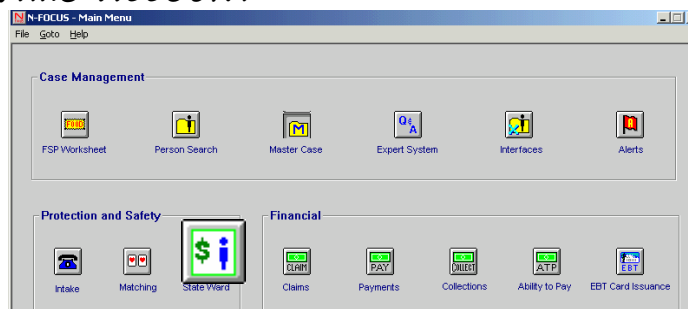 N-FOCUS - Main Menu
File Goto Help
Case Management
FOOD
Q& A
FSP Worksheet Person Search Master Case Expert System Interfaces Alerts
Protection and Safety Financial
$ CLAIM PAY COLLECT ATP EBT
Intake Matching State Ward Claims Payments Collections Ability to Pay EBT Card Issuance